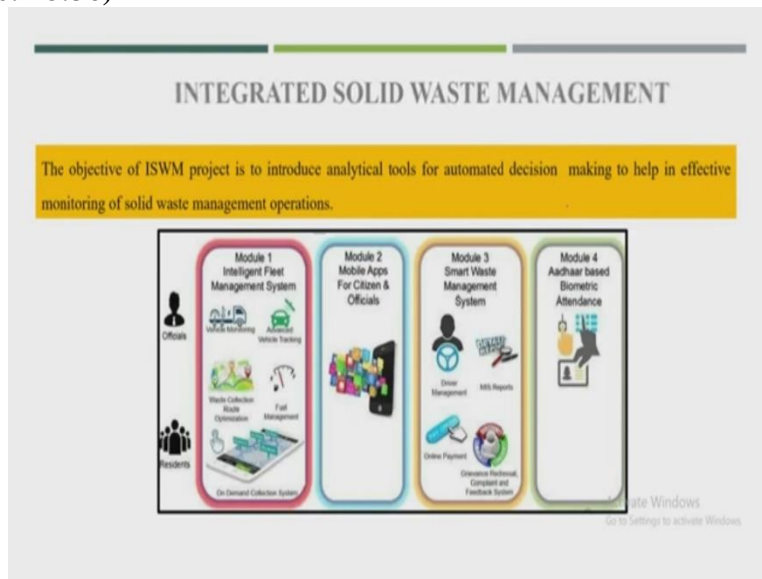 INTEGRATED SOLID WASTE MANAGEMENT
The objective of ISWM project is to introduce analytical tools for automated decision making to help in effective
monitoring of solid waste management operations.
Module 1
Intelligent Fleet
Management System
Vehicle Monitoring
Advanced
Vehicle Tracking
Waste Collection
Route
Optimization
Fuel
Management
On Demand Collection System
Module 2
Mobile Apps
For Citizen &
Officials
Module 3
Smart Waste
Management
System
Driver
Management
MIS Reports
Online Payment
Grievance Redressal,
Complaint and
Feedback System
Module 4
Aadhaar based
Biometric
Attendance
Officials
Residents
Activate Windows
Go to Settings to activate Windows.